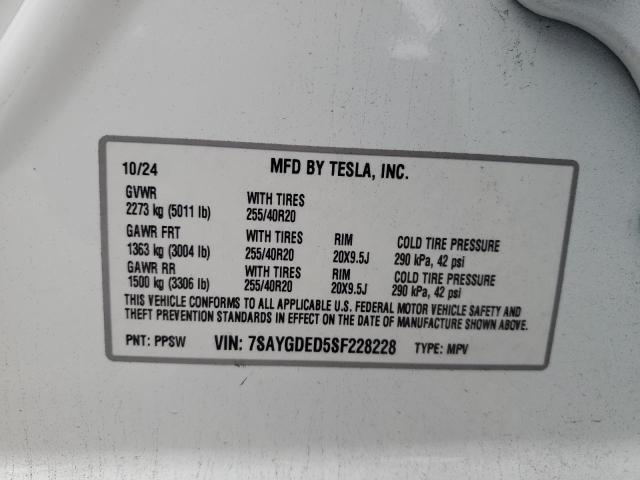 10/24 MFD BY TESLA, INC.
GVWR WITH TIRES
2273 kg (5011 lb) 255/40R20
GAWR FRT WITH TIRES RIM COLD TIRE PRESSURE
1363 kg (3004 lb) 255/40R20 20X9.5J 290 kPa, 42 psi
GAWR RR WITH TIRES RIM COLD TIRE PRESSURE
1500 kg (3306 lb) 255/40R20 20X9.5J 290 kPa, 42 psi
THIS VEHICLE CONFORMS TO ALL APPLICABLE U.S. FEDERAL MOTOR VEHICLE SAFETY AND
THEFT PREVENTION STANDARDS IN EFFECT ON THE DATE OF MANUFACTURE SHOWN ABOVE.
PNT: PPSW VIN: 7SAYGDED5SF228228 TYPE: MPV